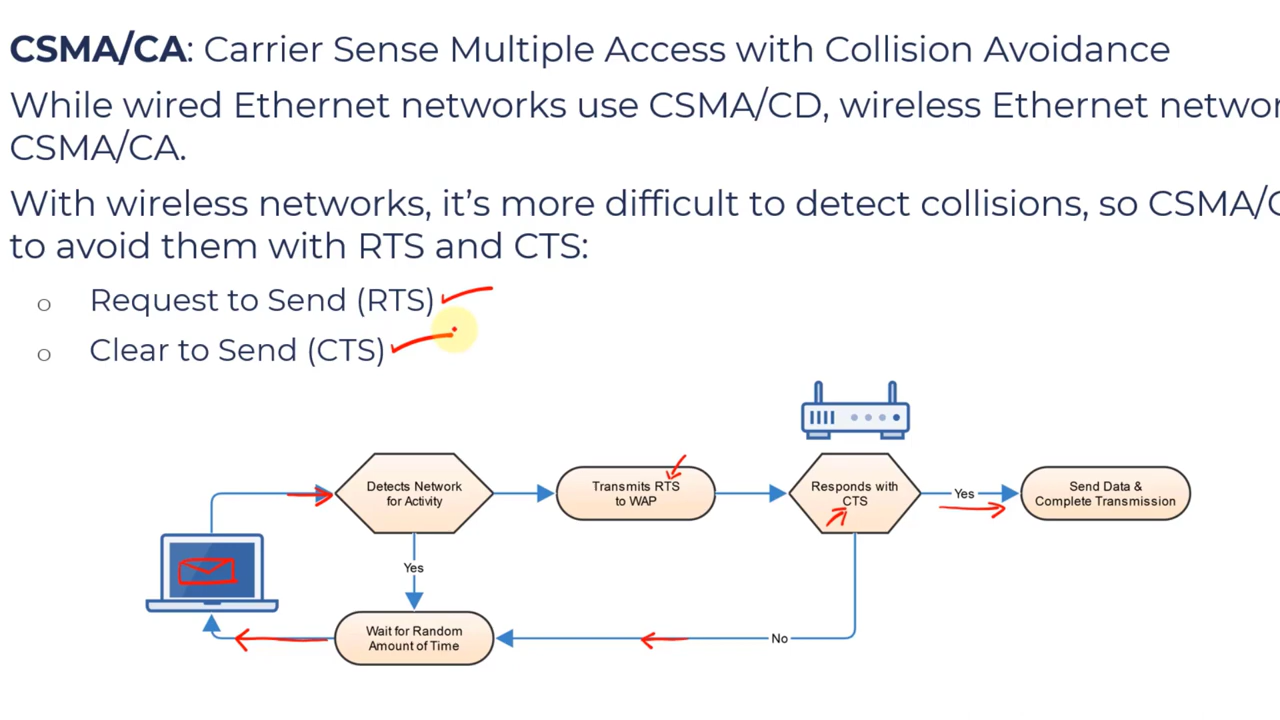 CSMA/CA: Carrier Sense Multiple Access with Collision Avoidance
While wired Ethernet networks use CSMA/CD, wireless Ethernet networ
CSMA/CA.
With wireless networks, it's more difficult to detect collisions, so CSMA/C
to avoid them with RTS and CTS:
o Request to Send (RTS)
o Clear to Send (CTS)
Detects Network
for Activity
Transmits RTS
to WAP
Responds with
CTS
Yes
Send Data &
Complete Transmission
Yes
Wait for Random
Amount of Time
No